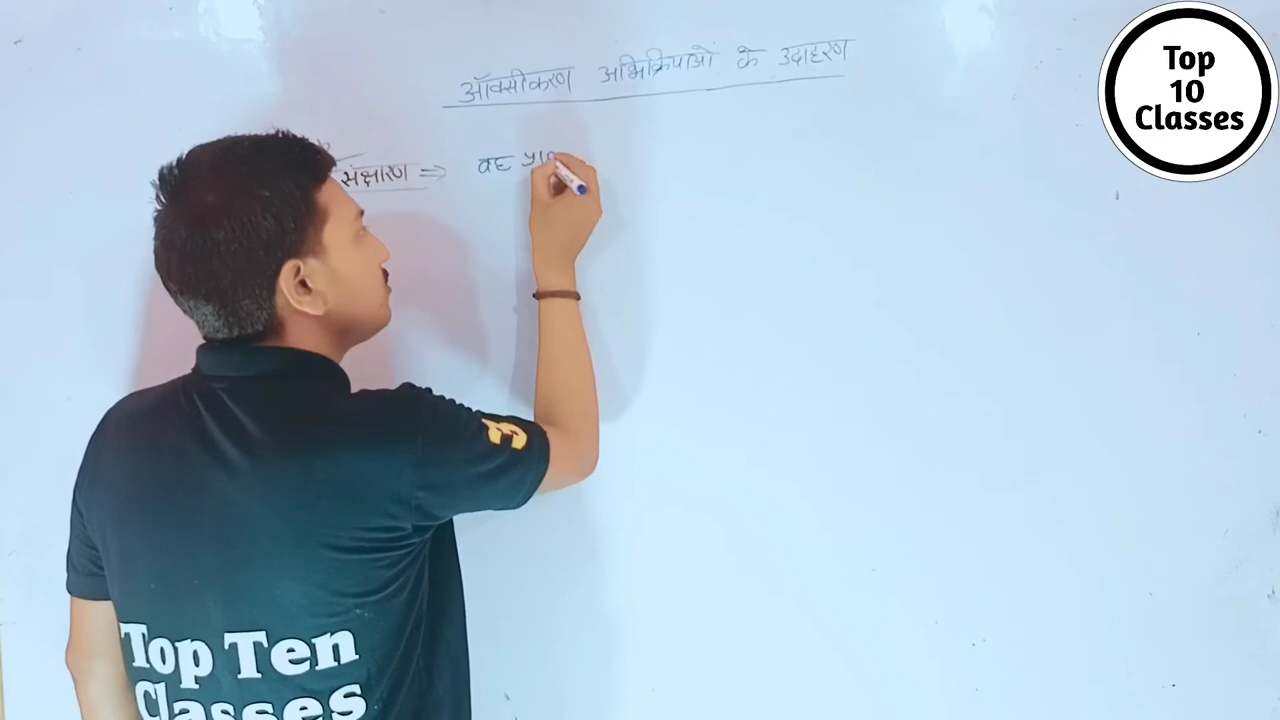 ऑक्सीकरण अभिक्रियाओं के उदाहरण
संक्षारण ⇒ वह
Top
10
Classes
Top Ten
Classes